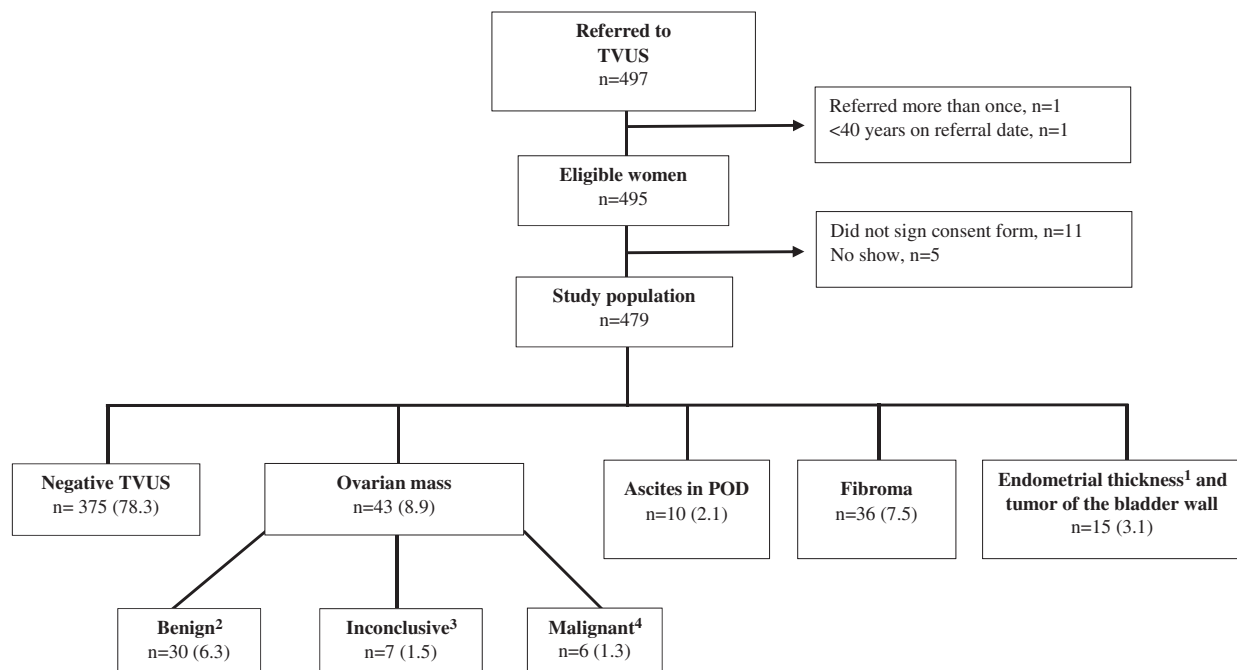 Referred to
TVUS
n=497
Referred more than once, n=1
<40 years on referral date, n=1
Eligible women
n=495
Did not sign consent form, n=11
No show, n=5
Study population
n=479
Negative TVUS
n= 375 (78.3)
Ovarian mass
n=43 (8.9)
Ascites in POD
n=10 (2.1)
Fibroma
n=36 (7.5)
Endometrial thickness¹ and
tumor of the bladder wall
n=15 (3.1)
Benign²
n=30 (6.3)
Inconclusive³
n=7 (1.5)
Malignant⁴
n=6 (1.3)